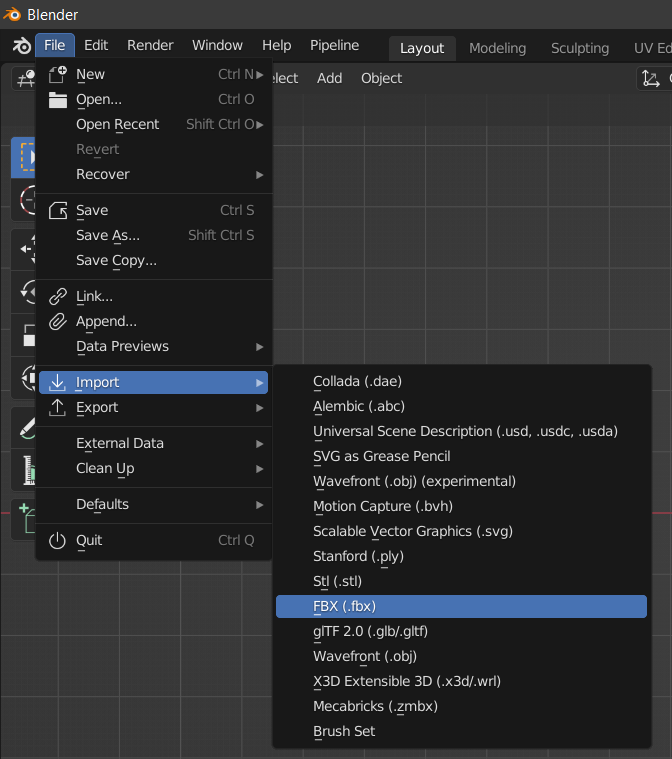 Blender
File Edit Render Window Help Pipeline Layout Modeling Sculpting UV Ed
lect Add Object
New Ctrl N
Open... Ctrl O
Open Recent Shift Ctrl O
Revert
Recover
Save Ctrl S
Save As... Shift Ctrl S
Save Copy...
Link...
Append...
Data Previews
Import
Export
External Data
Clean Up
Defaults
Quit Ctrl Q
Collada (.dae)
Alembic (.abc)
Universal Scene Description (.usd, .usdc, .usda)
SVG as Grease Pencil
Wavefront (.obj) (experimental)
Motion Capture (.bvh)
Scalable Vector Graphics (.svg)
Stanford (.ply)
Stl (.stl)
FBX (.fbx)
glTF 2.0 (.glb/.gltf)
Wavefront (.obj)
X3D Extensible 3D (.x3d/.wrl)
Mecabricks (.zmbx)
Brush Set